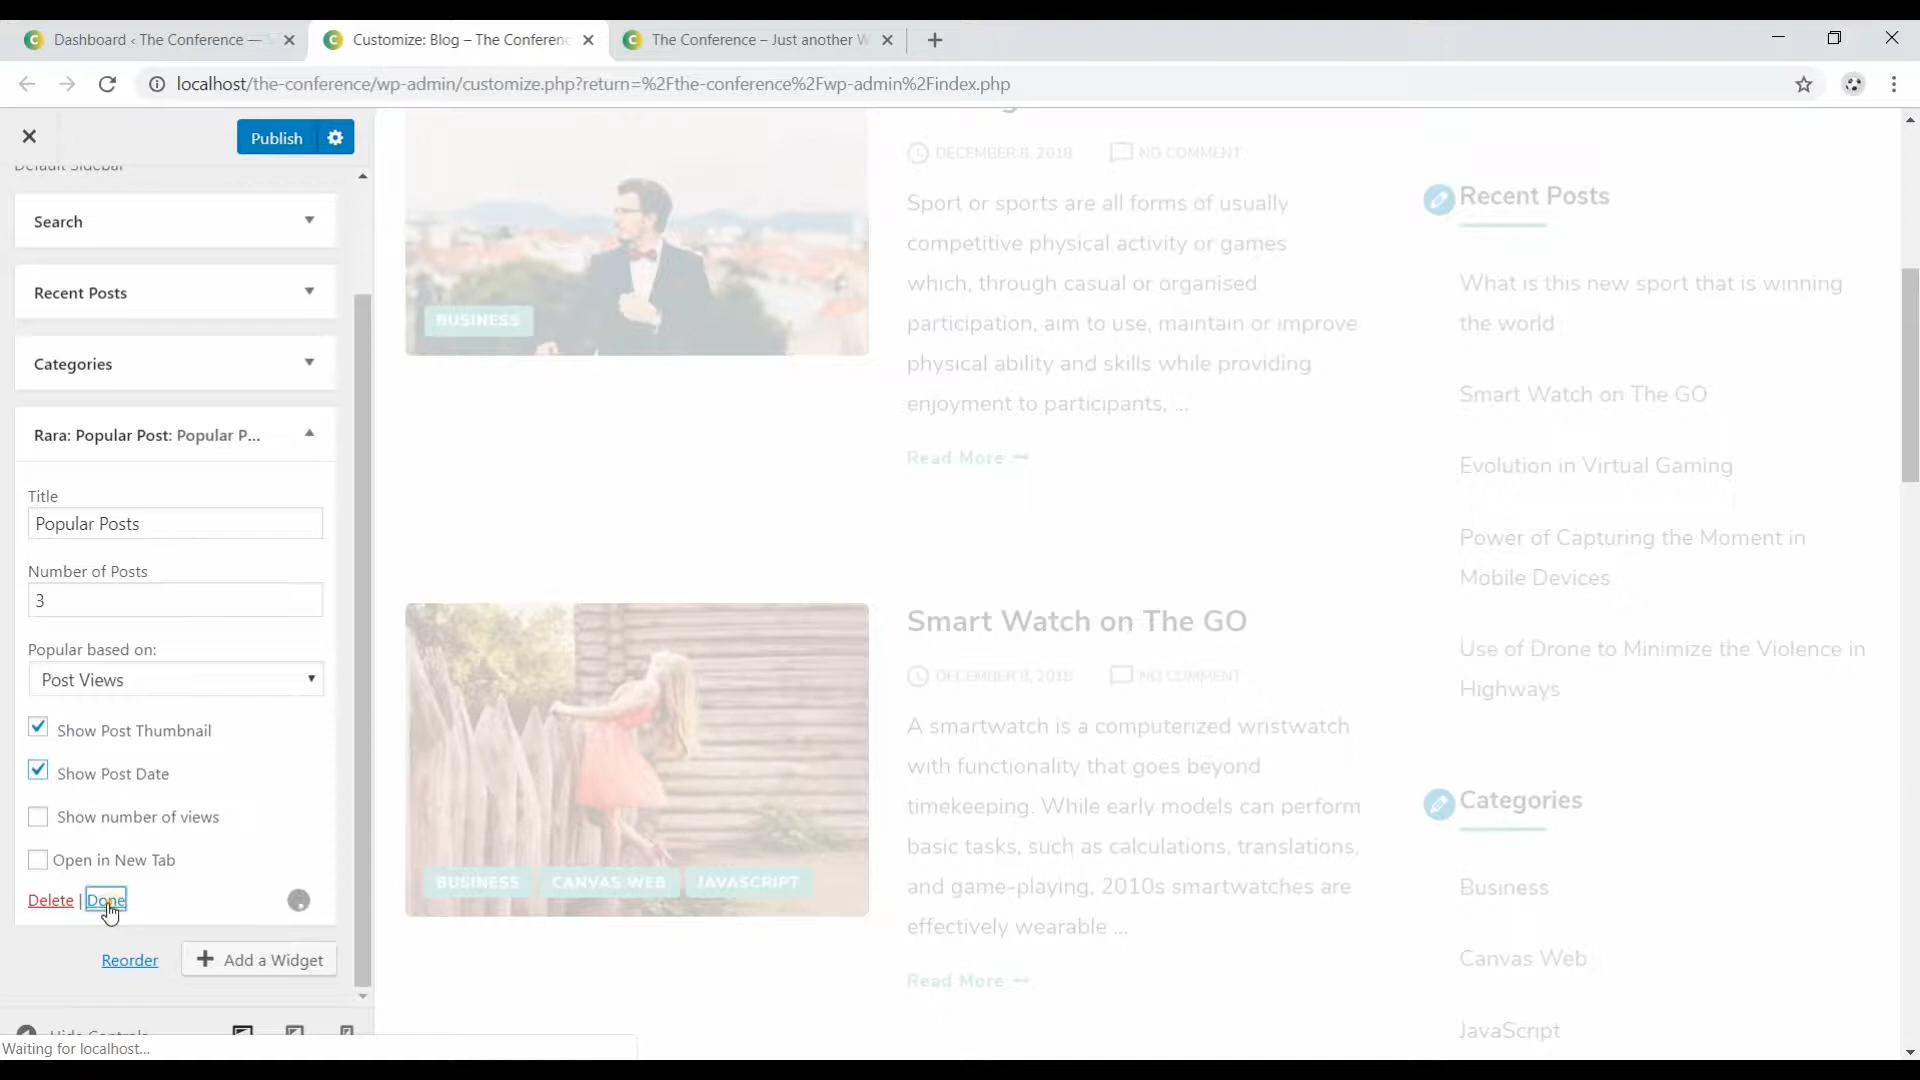 Dashboard ‹ The Conference —
Customize: Blog – The Conferenc
The Conference – Just another W
localhost/the-conference/wp-admin/customize.php?return=%2Fthe-conference%2Fwp-admin%2Findex.php
Publish
Default Sidebar
Search
Recent Posts
Categories
Rara: Popular Post: Popular P...
Title
Popular Posts
Number of Posts
3
Popular based on:
Post Views
Show Post Thumbnail
Show Post Date
Show number of views
Open in New Tab
Delete | Done
Reorder
Add a Widget
Hide Controls
Waiting for localhost...
DECEMBER 8, 2018
NO COMMENT
Sport or sports are all forms of usually
competitive physical activity or games
which, through casual or organised
participation, aim to use, maintain or improve
physical ability and skills while providing
enjoyment to participants, ...
Read More
BUSINESS
Smart Watch on The GO
DECEMBER 8, 2018
NO COMMENT
A smartwatch is a computerized wristwatch
with functionality that goes beyond
timekeeping. While early models can perform
basic tasks, such as calculations, translations,
and game-playing, 2010s smartwatches are
effectively wearable ...
Read More
BUSINESS
CANVAS WEB
JAVASCRIPT
Recent Posts
What is this new sport that is winning
the world
Smart Watch on The GO
Evolution in Virtual Gaming
Power of Capturing the Moment in
Mobile Devices
Use of Drone to Minimize the Violence in
Highways
Categories
Business
Canvas Web
JavaScript